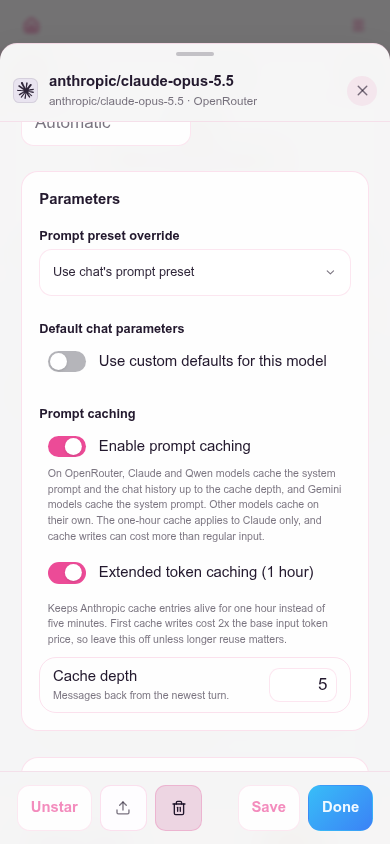 anthropic/claude-opus-5.5
anthropic/claude-opus-5.5 · OpenRouter
Automatic
Parameters
Prompt preset override
Use chat's prompt preset
Default chat parameters
Use custom defaults for this model
Prompt caching
Enable prompt caching
On OpenRouter, Claude and Qwen models cache the system
prompt and the chat history up to the cache depth, and Gemini
models cache the system prompt. Other models cache on
their own. The one-hour cache applies to Claude only, and
cache writes can cost more than regular input.
Extended token caching (1 hour)
Keeps Anthropic cache entries alive for one hour instead of
five minutes. First cache writes cost 2x the base input token
price, so leave this off unless longer reuse matters.
Cache depth
5
Messages back from the newest turn.
Unstar
Save
Done